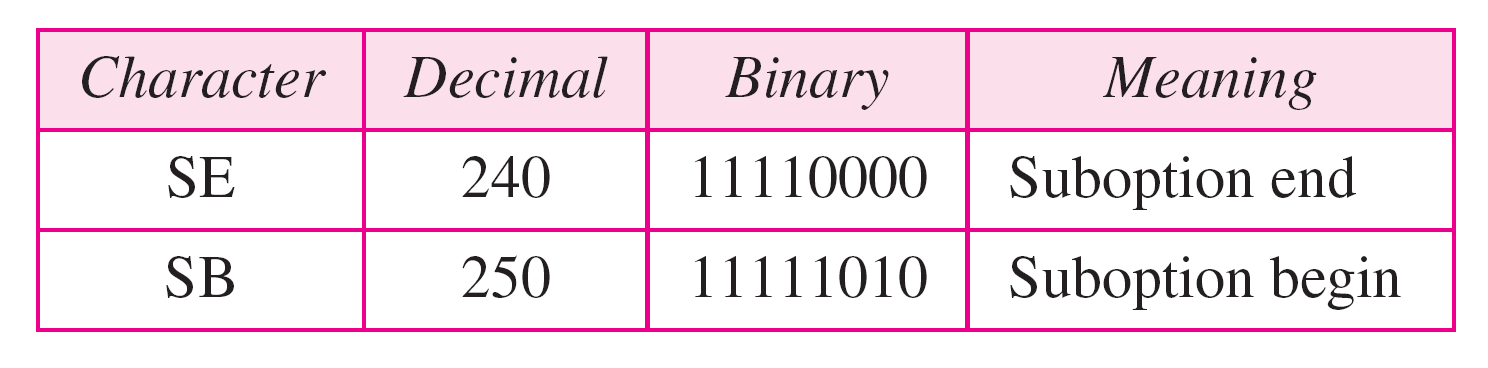 Character Decimal Binary Meaning
SE 240 11110000 Suboption end
SB 250 11111010 Suboption begin